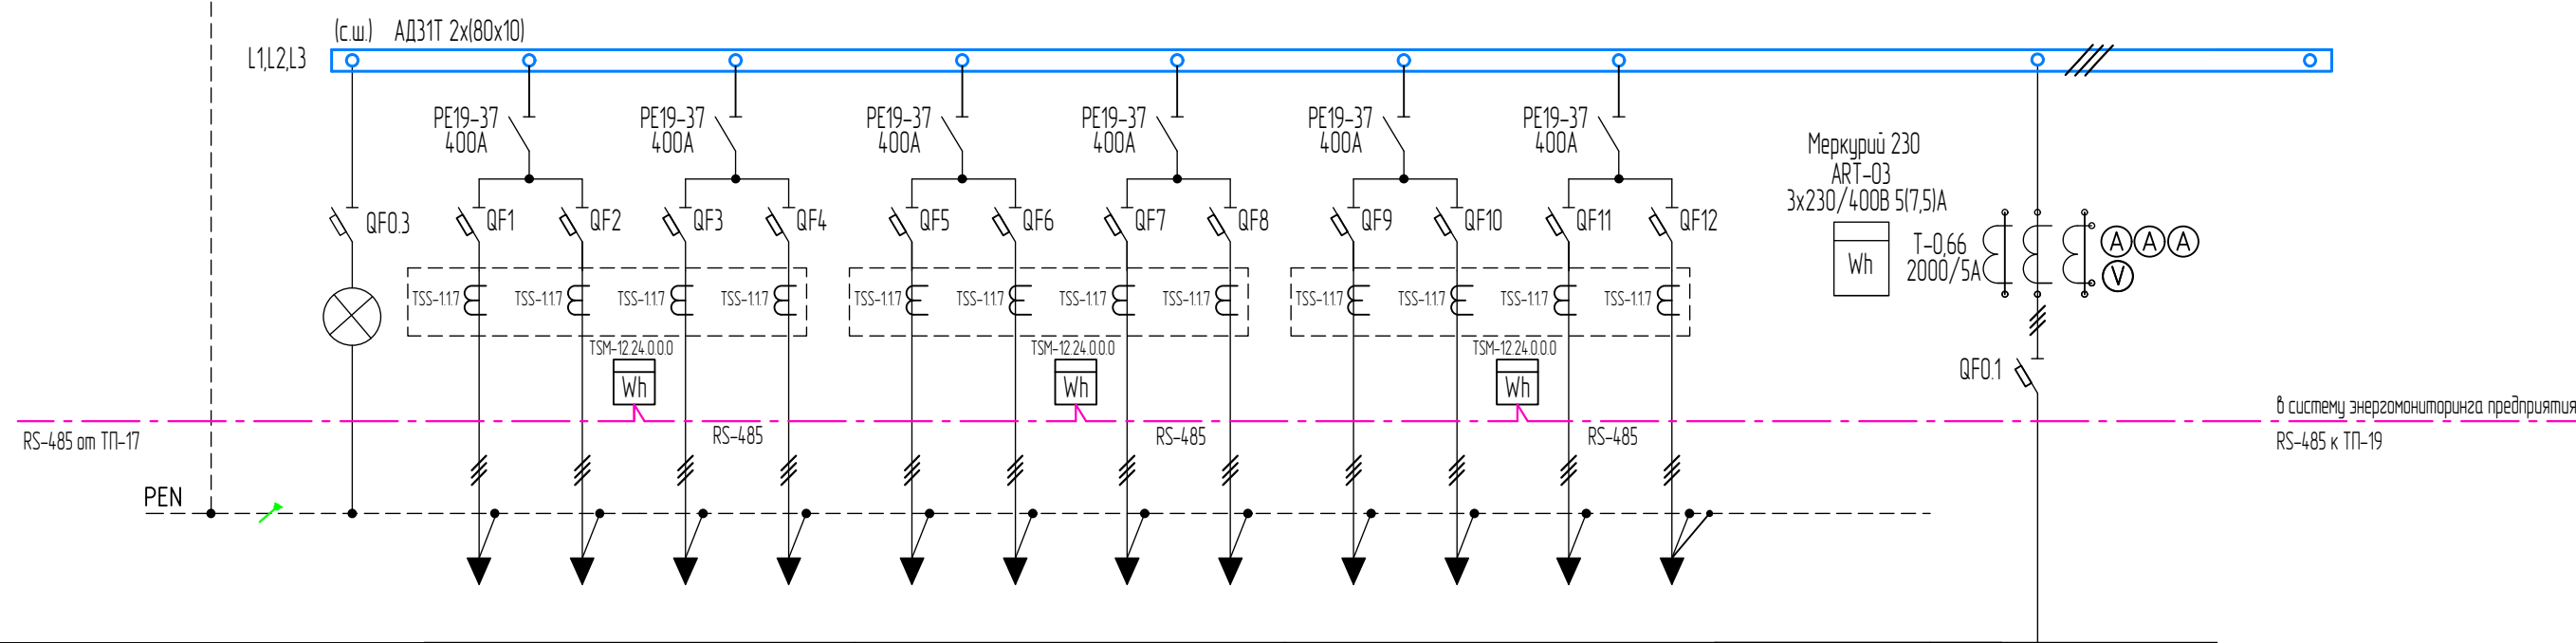 (с.ш.) АД31Т 2х(80х10)
L1,L2,L3
РЕ19-37
400А
РЕ19-37
400А
РЕ19-37
400А
РЕ19-37
400А
РЕ19-37
400А
РЕ19-37
400А
Меркурий 230
ART-03
3х230/400В 5(7,5)А
Wh
Т-0,66
2000/5А
А А А
V
QF0.3
QF1
QF2
QF3
QF4
QF5
QF6
QF7
QF8
QF9
QF10
QF11
QF12
TSS-1.1.7
TSS-1.1.7
TSS-1.1.7
TSS-1.1.7
TSS-1.1.7
TSS-1.1.7
TSS-1.1.7
TSS-1.1.7
TSS-1.1.7
TSS-1.1.7
TSS-1.1.7
TSS-1.1.7
TSM-12.24.0.0.0
Wh
TSM-12.24.0.0.0
Wh
TSM-12.24.0.0.0
Wh
QF0.1
в систему энергомониторинга предприятия
RS-485 от ТП-17
RS-485
RS-485
RS-485
RS-485 к ТП-19
PEN